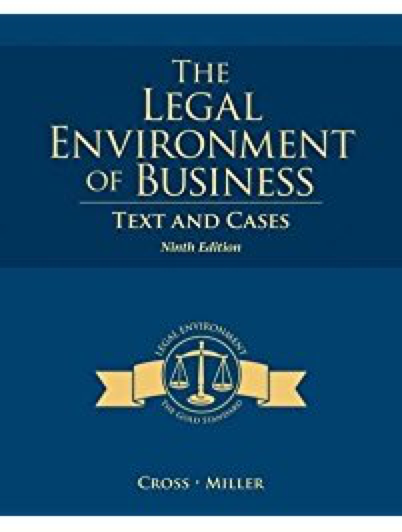 THE
LEGAL
ENVIRONMENT
OF BUSINESS
TEXT AND CASES
Ninth Edition
LEGAL ENVIRONMENT
THE GOLD STANDARD
CROSS · MILLER